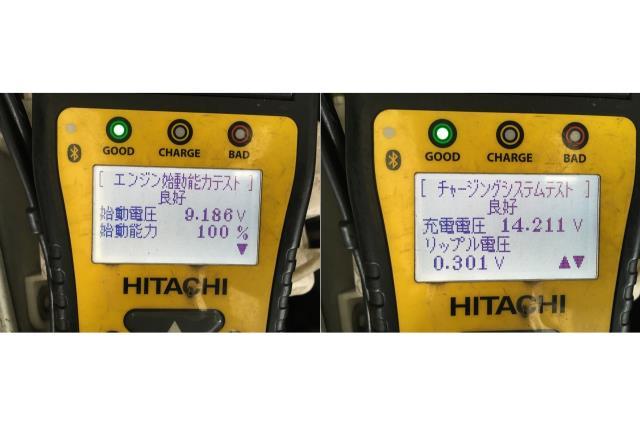 GOOD CHARGE BAD
[ エンジン始動能力テスト ]
良好
始動電圧 9.186 V
始動能力 100 %
▼
HITACHI
GOOD CHARGE BAD
[ チャージングシステムテスト ]
良好
充電電圧 14.211 V
リップル電圧
0.301 V ▲▼
HITACHI